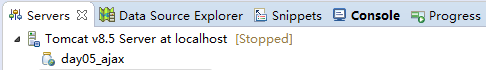 Servers Data Source Explorer Snippets Console Progress
Tomcat v8.5 Server at localhost [Stopped]
day05_ajax